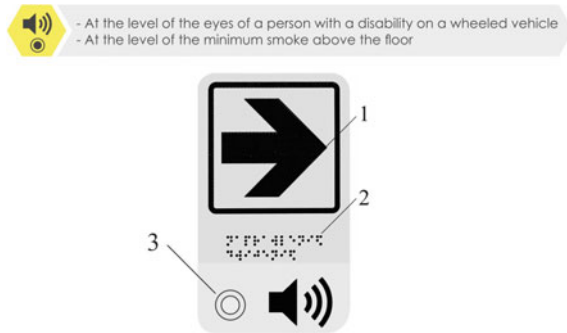 - At the level of the eyes of a person with a disability on a wheeled vehicle
- At the level of the minimum smoke above the floor
1
2
3